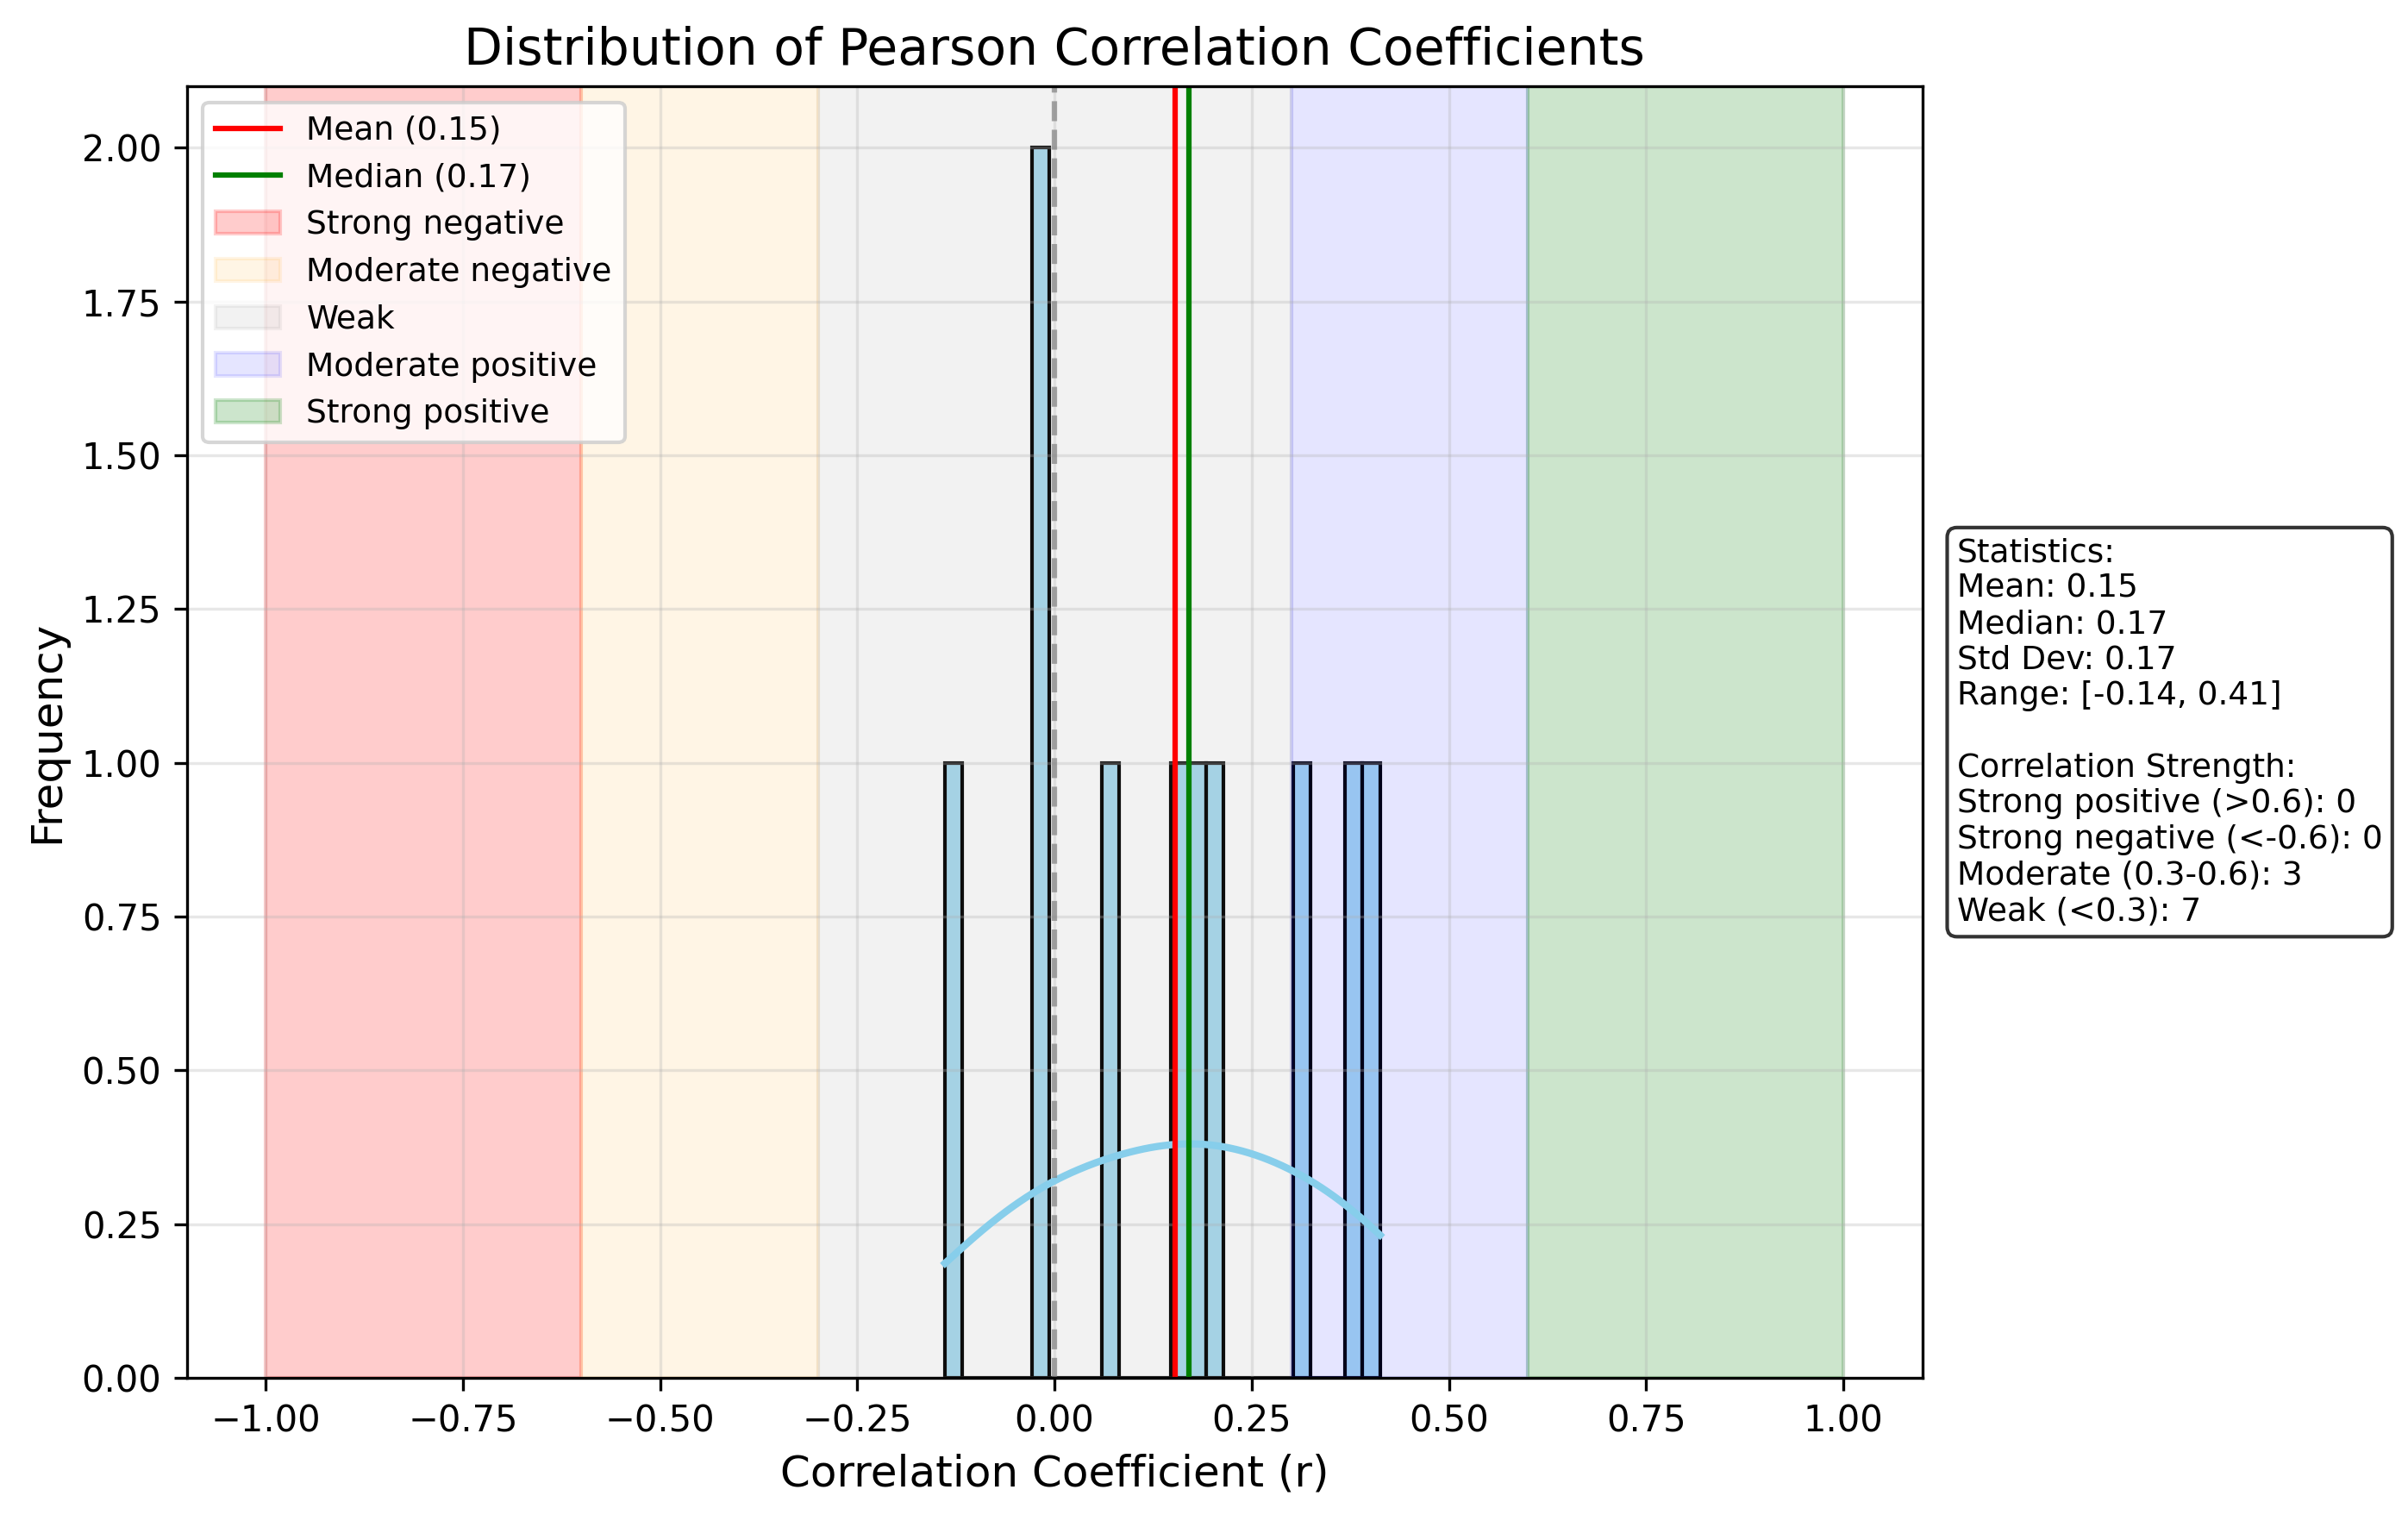 Distribution of Pearson Correlation Coefficients
Mean (0.15)
Median (0.17)
Strong negative
Moderate negative
Weak
Moderate positive
Strong positive
2.00
1.75
1.50
1.25
1.00
0.75
0.50
0.25
0.00
Frequency
−1.00 −0.75 −0.50 −0.25 0.00 0.25 0.50 0.75 1.00
Correlation Coefficient (r)
Statistics:
Mean: 0.15
Median: 0.17
Std Dev: 0.17
Range: [-0.14, 0.41]
Correlation Strength:
Strong positive (>0.6): 0
Strong negative (<-0.6): 0
Moderate (0.3-0.6): 3
Weak (<0.3): 7